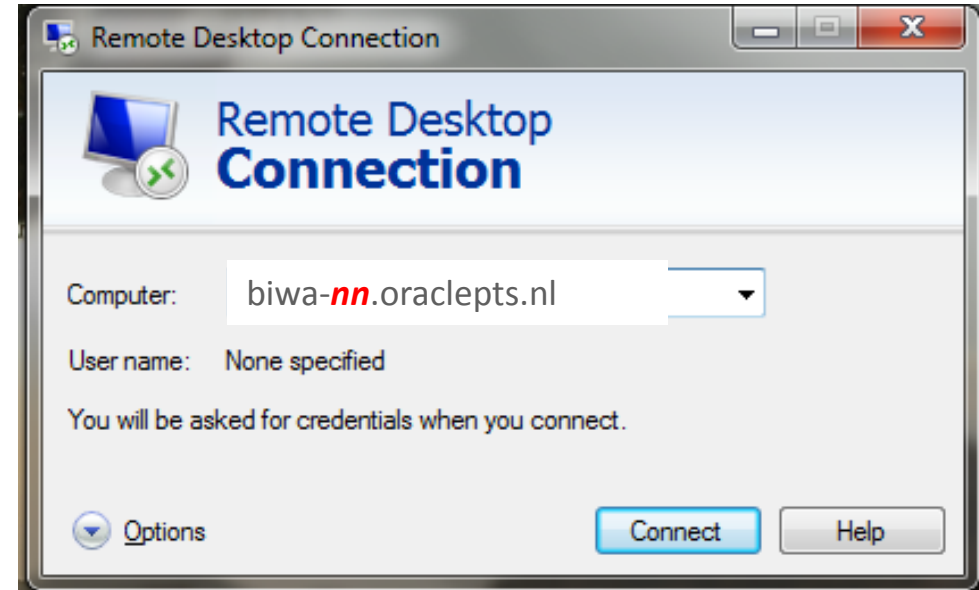 Remote Desktop Connection
Remote Desktop
Connection
Computer: biwa-nn.oraclepts.nl
User name: None specified
You will be asked for credentials when you connect.
Options Connect Help